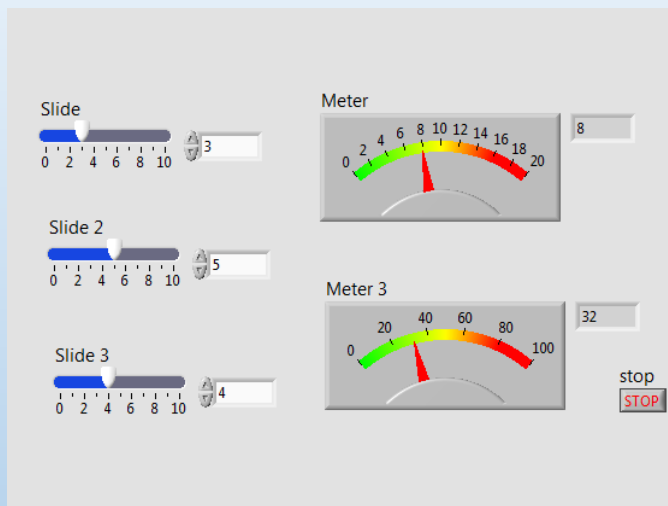 Slide
0 2 4 6 8 10
3
Slide 2
0 2 4 6 8 10
5
Slide 3
0 2 4 6 8 10
4
Meter
0 2 4 6 8 10 12 14 16 18 20
8
Meter 3
0 20 40 60 80 100
32
stop
STOP